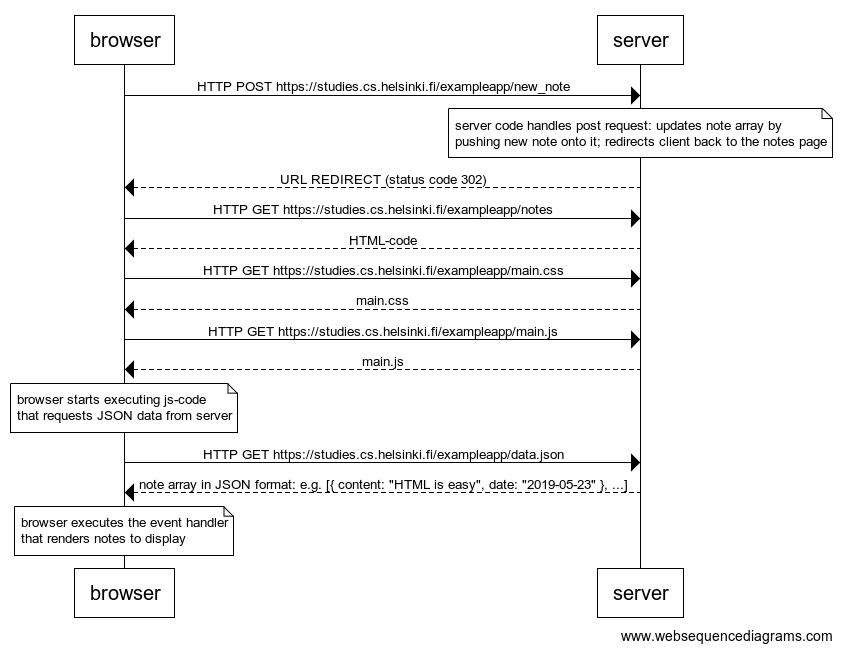 browser
server
HTTP POST https://studies.cs.helsinki.fi/exampleapp/new_note
server code handles post request: updates note array by
pushing new note onto it; redirects client back to the notes page
URL REDIRECT (status code 302)
HTTP GET https://studies.cs.helsinki.fi/exampleapp/notes
HTML-code
HTTP GET https://studies.cs.helsinki.fi/exampleapp/main.css
main.css
HTTP GET https://studies.cs.helsinki.fi/exampleapp/main.js
main.js
browser starts executing js-code
that requests JSON data from server
HTTP GET https://studies.cs.helsinki.fi/exampleapp/data.json
note array in JSON format: e.g. [{ content: "HTML is easy", date: "2019-05-23" }, ...]
browser executes the event handler
that renders notes to display
browser
server
www.websequencediagrams.com